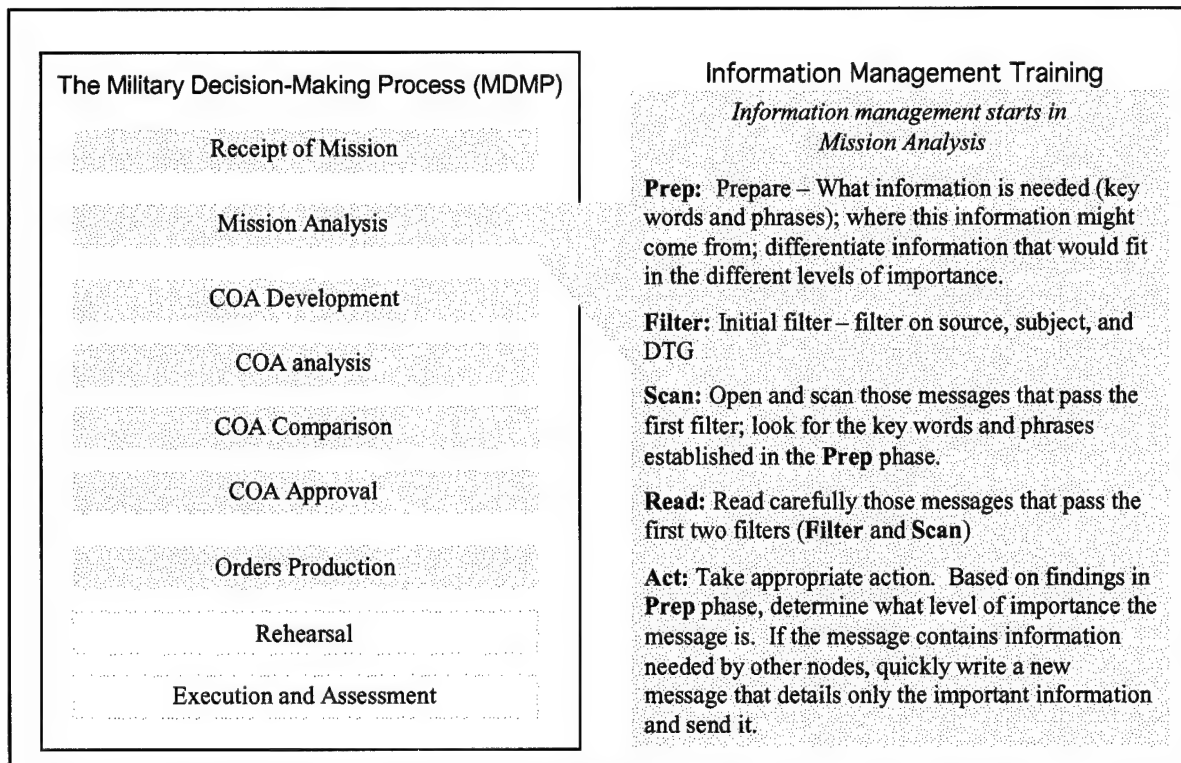 The Military Decision-Making Process (MDMP)
Receipt of Mission
Mission Analysis
COA Development
COA analysis
COA Comparison
COA Approval
Orders Production
Rehearsal
Execution and Assessment
Information Management Training
Information management starts in
Mission Analysis
Prep: Prepare – What information is needed (key
words and phrases); where this information might
come from; differentiate information that would fit
in the different levels of importance.
Filter: Initial filter – filter on source, subject, and
DTG
Scan: Open and scan those messages that pass the
first filter; look for the key words and phrases
established in the Prep phase.
Read: Read carefully those messages that pass the
first two filters (Filter and Scan)
Act: Take appropriate action. Based on findings in
Prep phase, determine what level of importance the
message is. If the message contains information
needed by other nodes, quickly write a new
message that details only the important information
and send it.